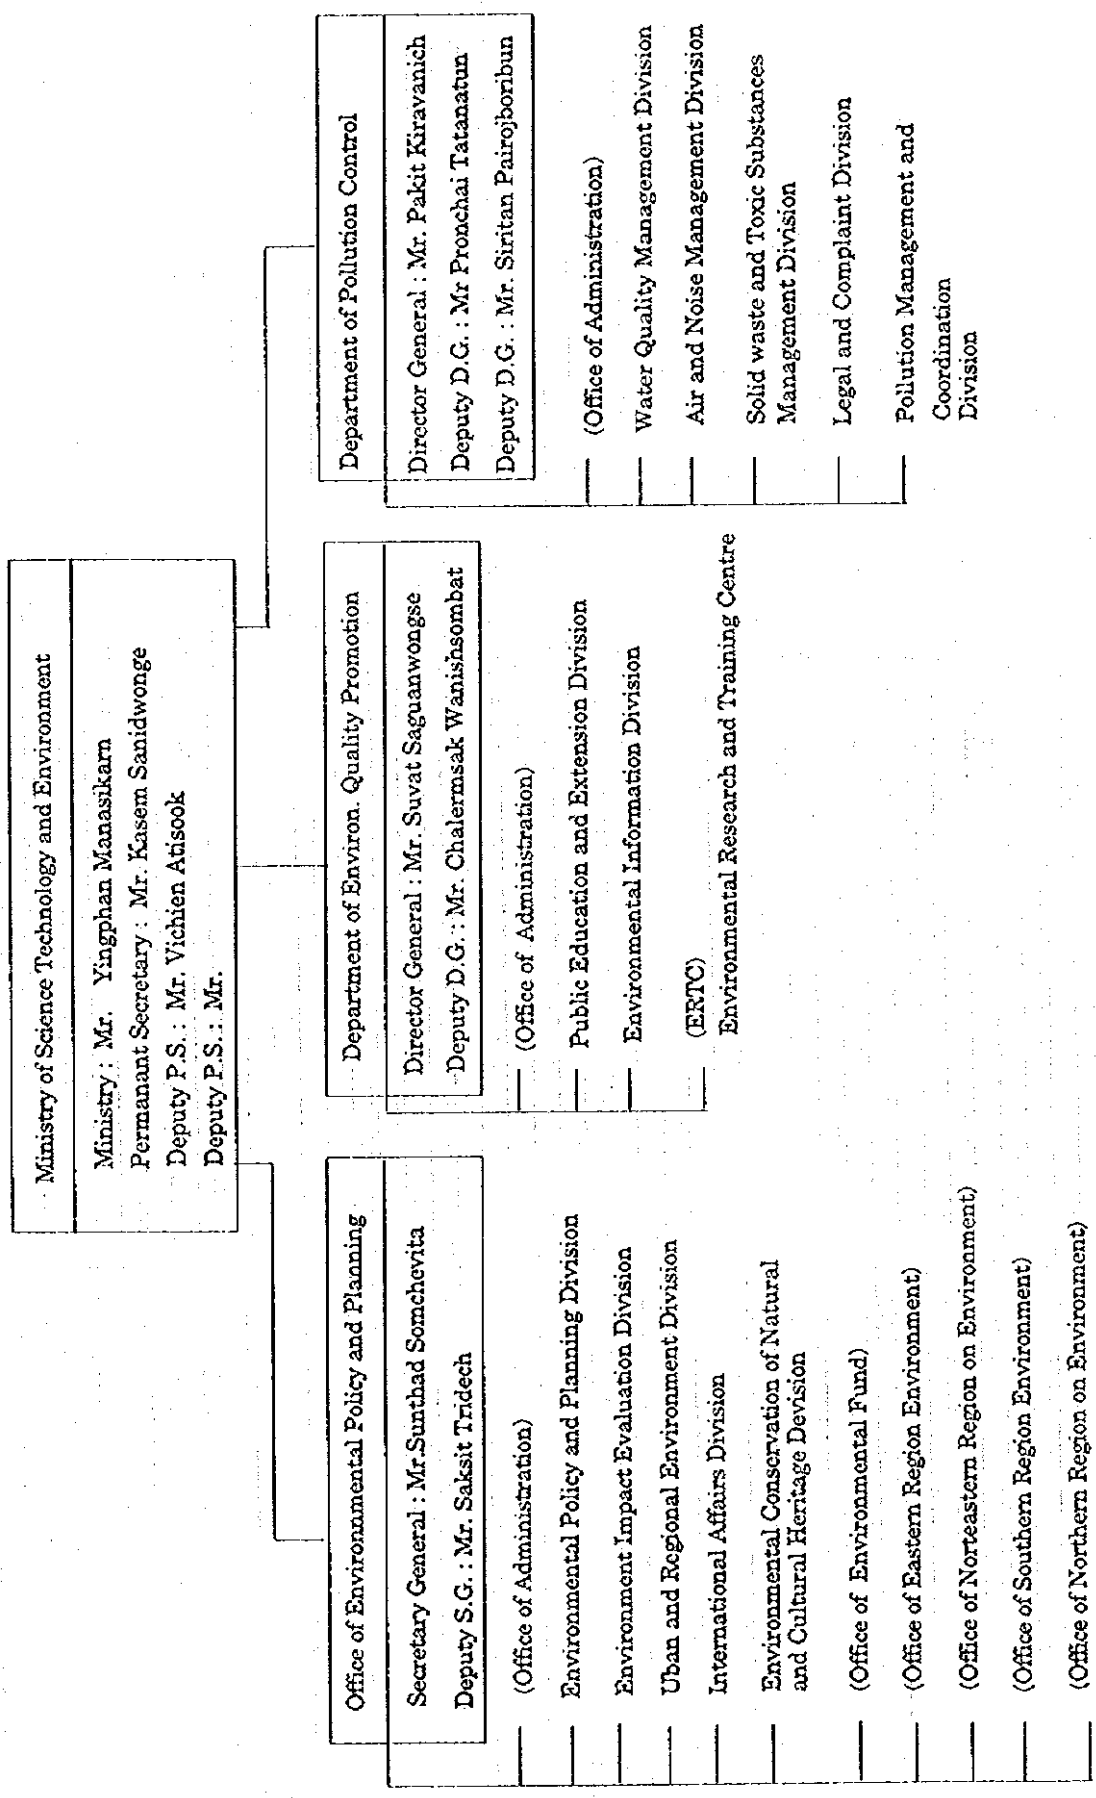 Ministry of Science Technology and Environment
Ministry : Mr. Yingphan Manasikarn
Permanant Secretary : Mr. Kasem Sanidwonge
Deputy P.S. : Mr. Vichien Atisook
Deputy P.S. : Mr.
Office of Environmental Policy and Planning
Secretary General : Mr.Sunthad Somchevita
Deputy S.G. : Mr. Saksit Tridech
(Office of Administration)
Environmental Policy and Planning Division
Environment Impact Evaluation Division
Uban and Regional Environment Division
International Affairs Division
Environmental Conservation of Natural
and Cultural Heritage Devision
(Office of Environmental Fund)
(Office of Eastern Region Environment)
(Office of Norteastern Region on Environment)
(Office of Southern Region Environment)
(Office of Northern Region on Environment)
Department of Environ. Quality Promotion
Director General : Mr. Suvat Saguanwongse
Deputy D.G. : Mr. Chalermsak Wanishsombat
(Office of Administration)
Public Education and Extension Division
Environmental Information Division
(ERTC)
Environmental Research and Training Centre
Department of Pollution Control
Director General : Mr. Pakit Kiravanich
Deputy D.G. : Mr Pronchai Tatanatun
Deputy D.G. : Mr. Siritan Pairojboribun
(Office of Administration)
Water Quality Management Division
Air and Noise Management Division
Solid waste and Toxic Substances
Management Division
Legal and Complaint Division
Pollution Management and
Coordination
Division